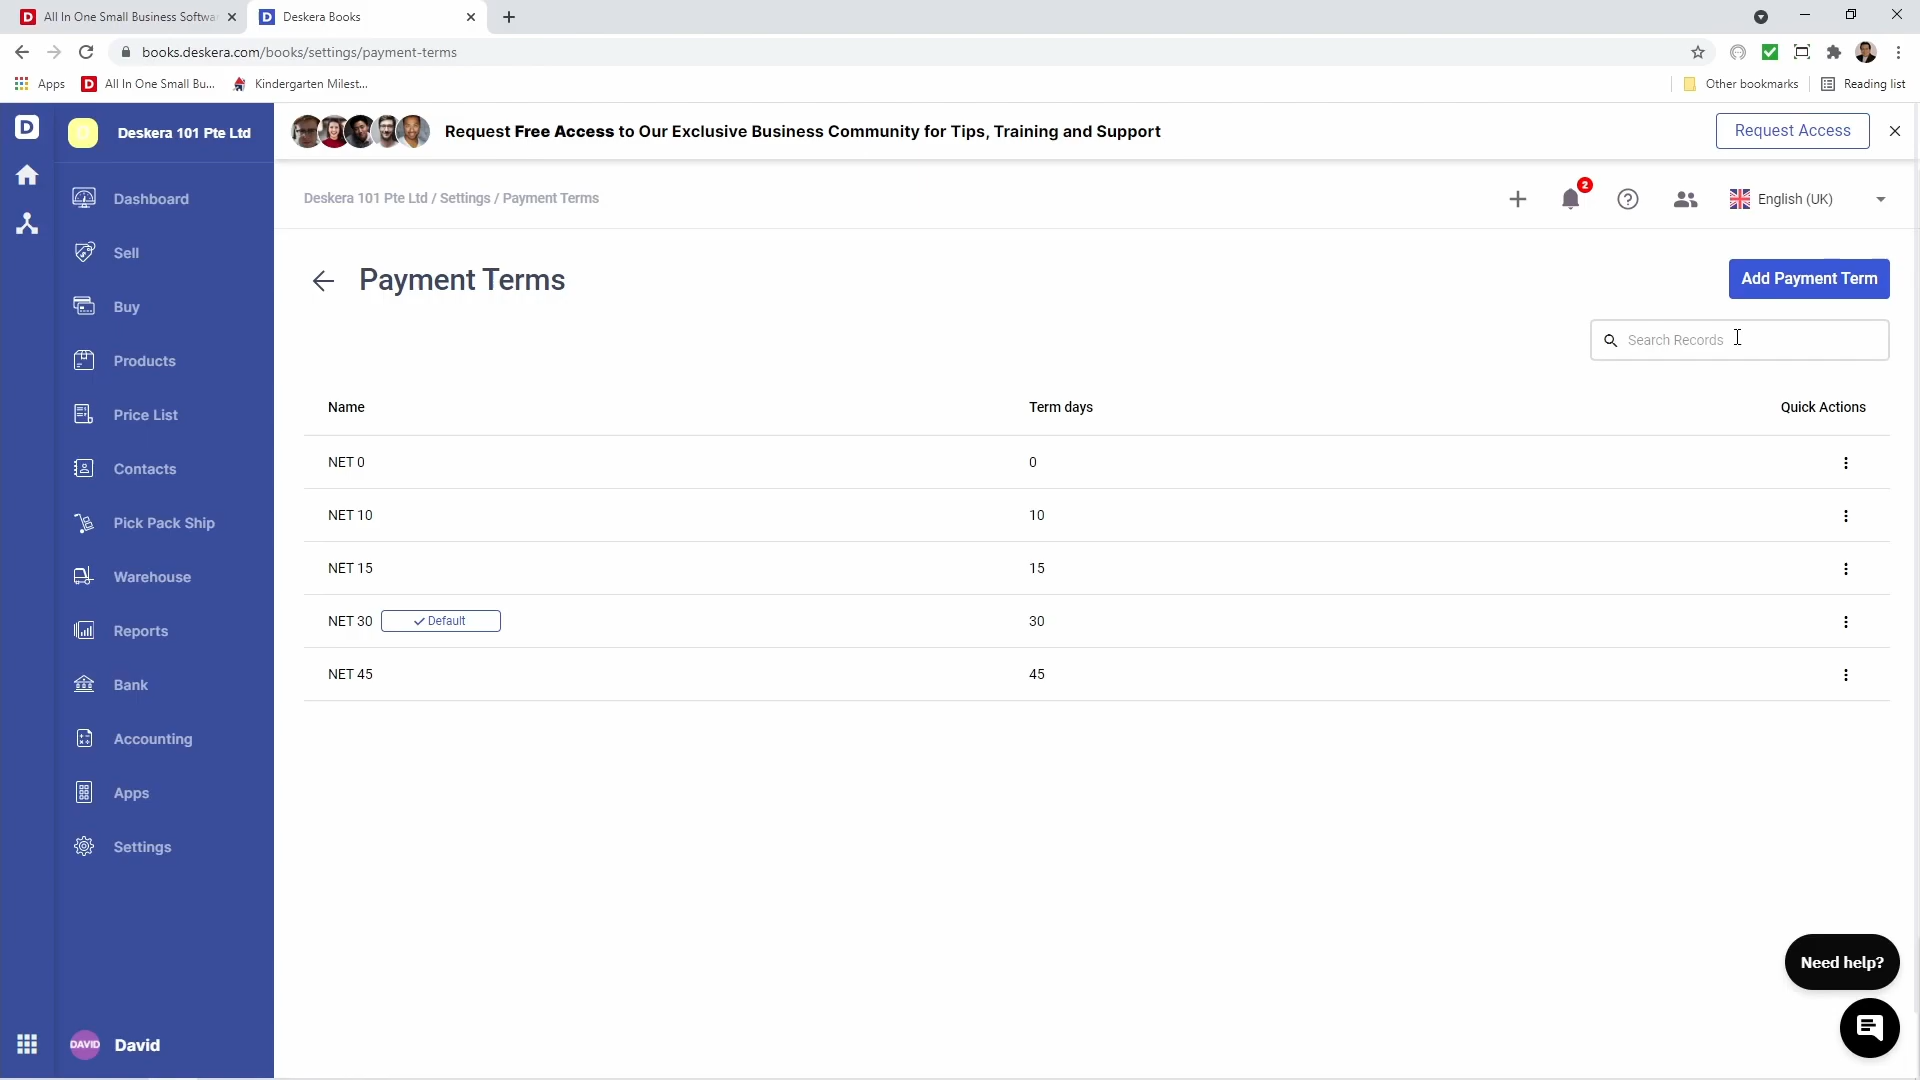 All In One Small Business Softwa
Deskera Books
books.deskera.com/books/settings/payment-terms
Apps
All In One Small Bu...
Kindergarten Milest...
Other bookmarks
Reading list
Deskera 101 Pte Ltd
Request Free Access to Our Exclusive Business Community for Tips, Training and Support
Request Access
Deskera 101 Pte Ltd / Settings / Payment Terms
2
English (UK)
Dashboard
Sell
Buy
Products
Price List
Contacts
Pick Pack Ship
Warehouse
Reports
Bank
Accounting
Apps
Settings
DAVID
David
Payment Terms
Add Payment Term
Search Records
Name Term days Quick Actions
NET 0 0
NET 10 10
NET 15 15
NET 30 Default 30
NET 45 45
Need help?